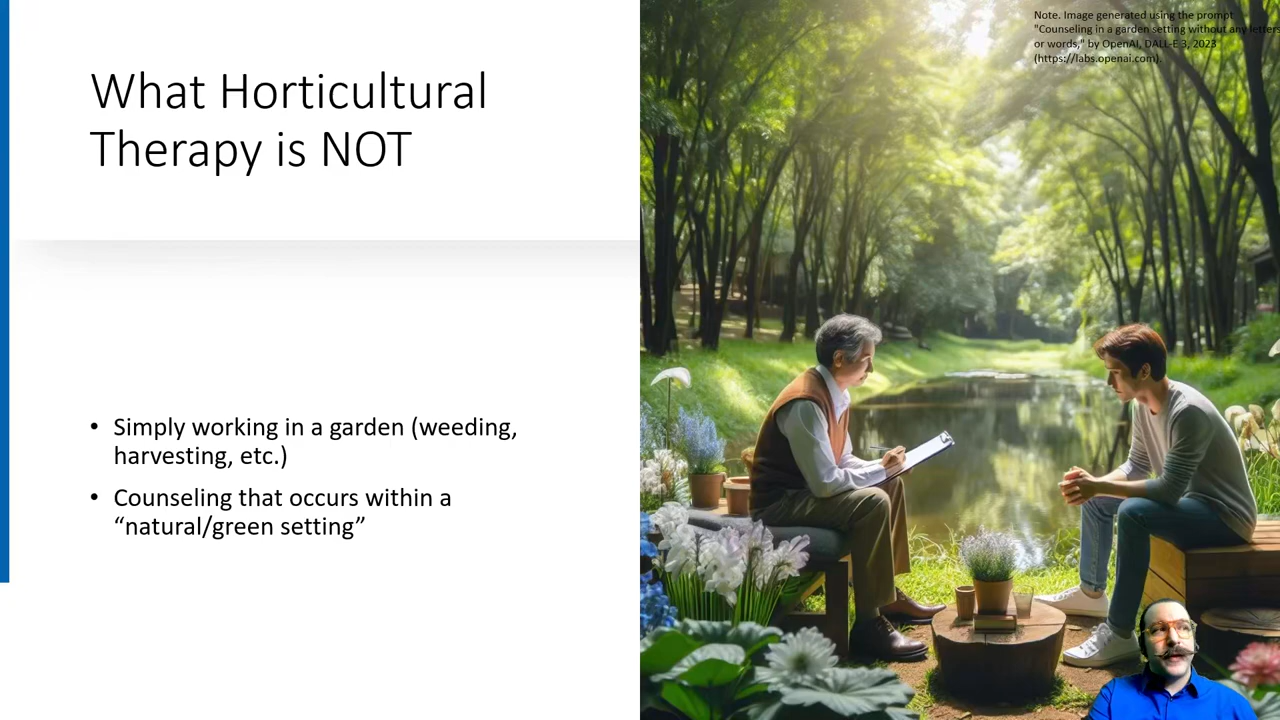 What Horticultural
Therapy is NOT
• Simply working in a garden (weeding,
harvesting, etc.)
• Counseling that occurs within a
“natural/green setting”
Note. Image generated using the prompt
"Counseling in a garden setting without any letters
or words," by OpenAI, DALL-E 3, 2023
(https://labs.openai.com).